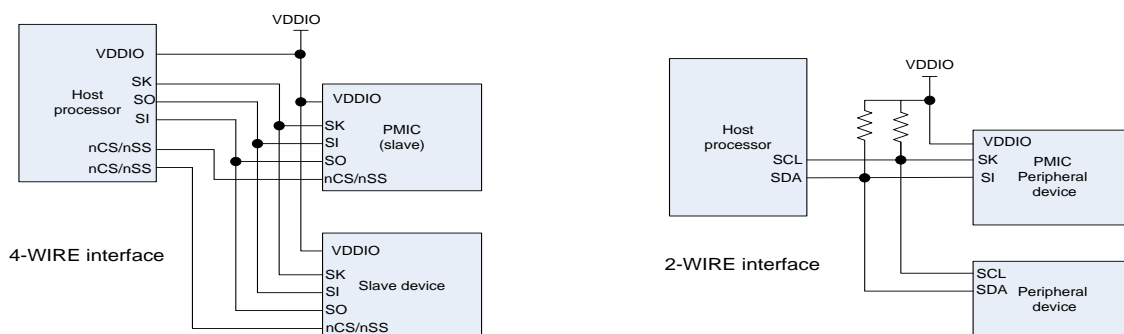 VDDIO
VDDIO
SK
SO
SI
nCS/nSS
nCS/nSS
Host
processor
VDDIO
SK
SI
SO
nCS/nSS
PMIC
(slave)
VDDIO
SK
SI
SO
nCS/nSS
Slave device
4-WIRE interface
VDDIO
Host
processor
SCL
SDA
VDDIO
SK
SI
PMIC
Peripheral
device
SCL
SDA
Peripheral
device
2-WIRE interface